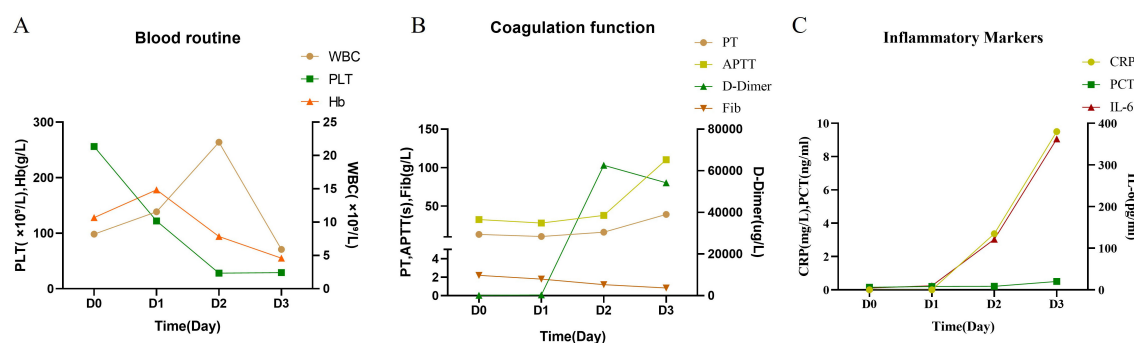 A
Blood routine
WBC
PLT
Hb
PLT( ×10⁹/L),Hb(g/L)
300
200
100
0
25
20
15
10
5
0
WBC( ×10⁹/L)
D0 D1 D2 D3
Time(Day)
B
Coagulation function
PT
APTT
D-Dimer
Fib
PT,APTT(s),Fib(g/L)
150
100
50
4
2
0
80000
60000
40000
20000
0
D-Dimer(ug/L)
D0 D1 D2 D3
Time(Day)
C
Inflammatory Markers
CRP
PCT
IL-6
CRP(mg/L),PCT(ng/ml)
10
8
6
4
2
0
400
300
200
100
0
D0 D1 D2 D3
Time(Day)